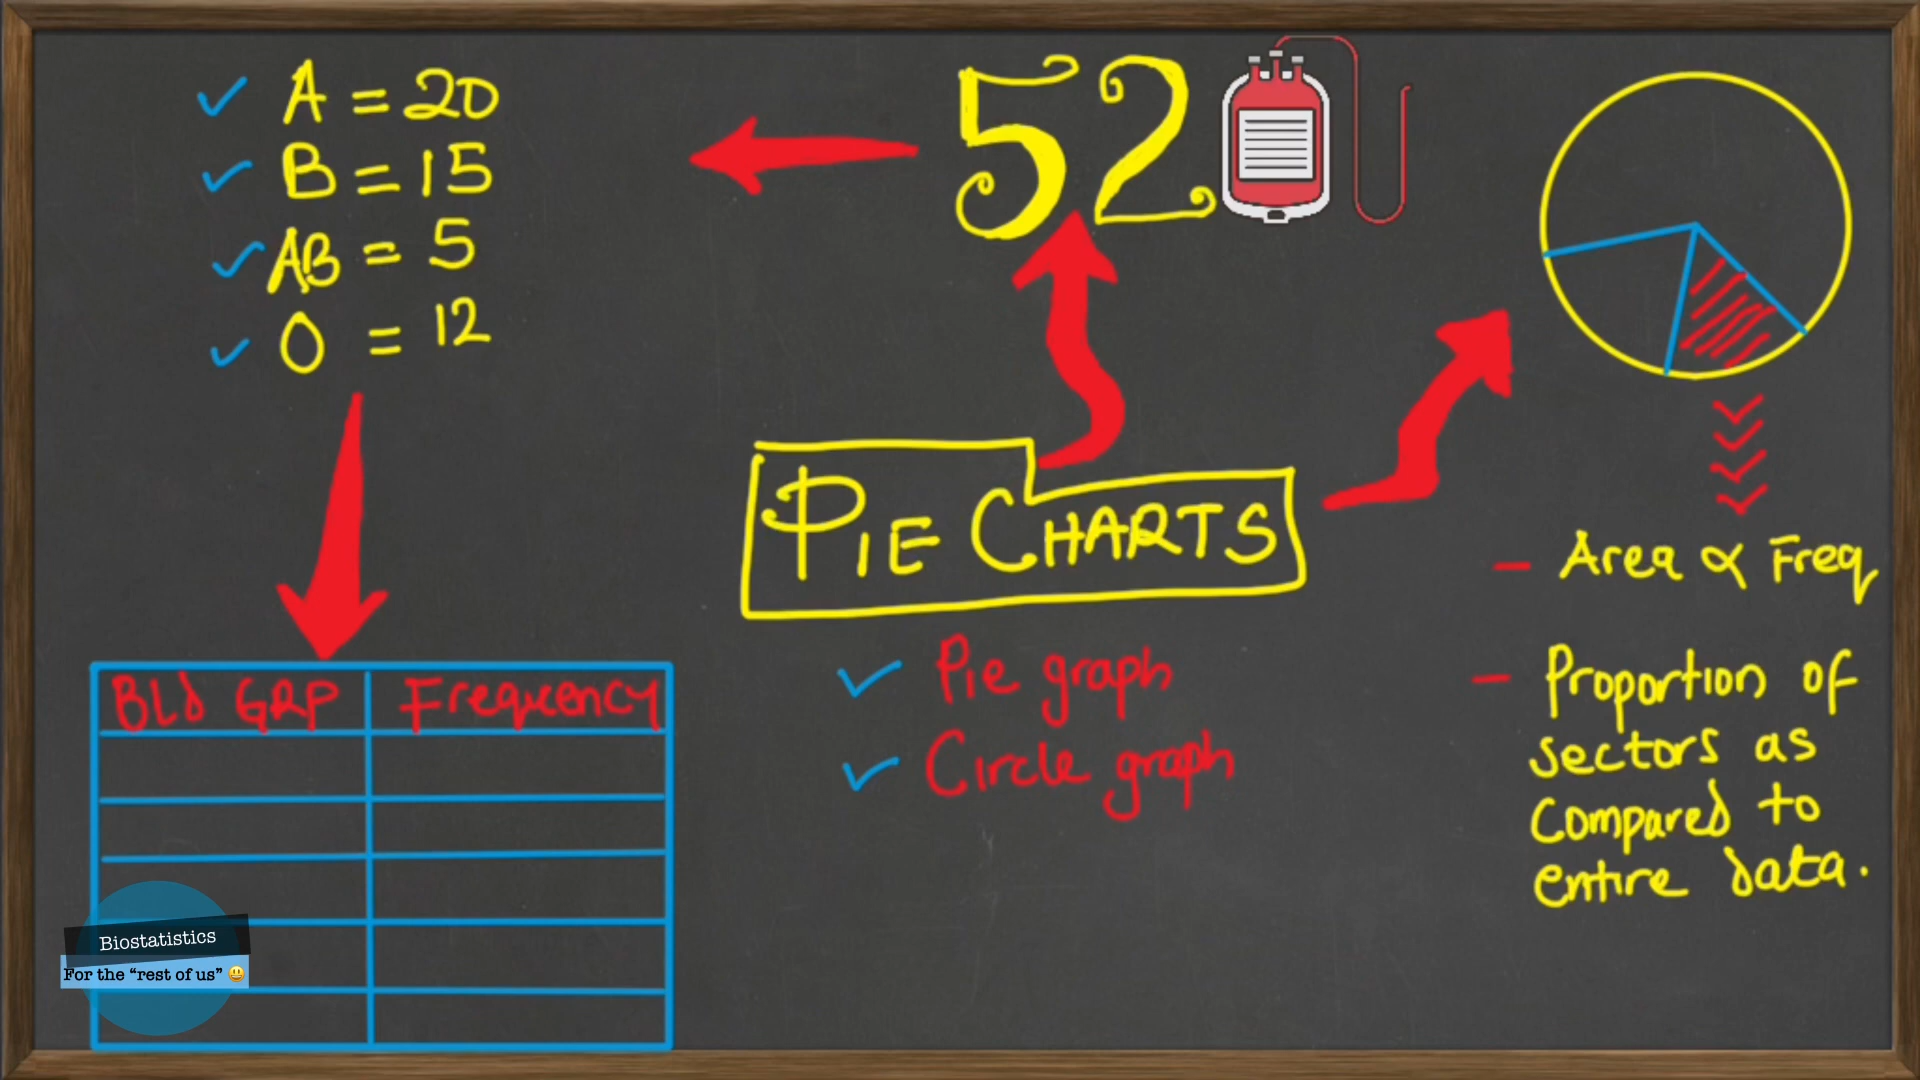 A = 20
B = 15
AB = 5
O = 12
52
PIE CHARTS
Pie graph
Circle graph
- Area ∝ Freq
- Proportion of
sectors as
compared to
entire data.
BLd GRP Frequency
Biostatistics
For the “rest of us” 😃